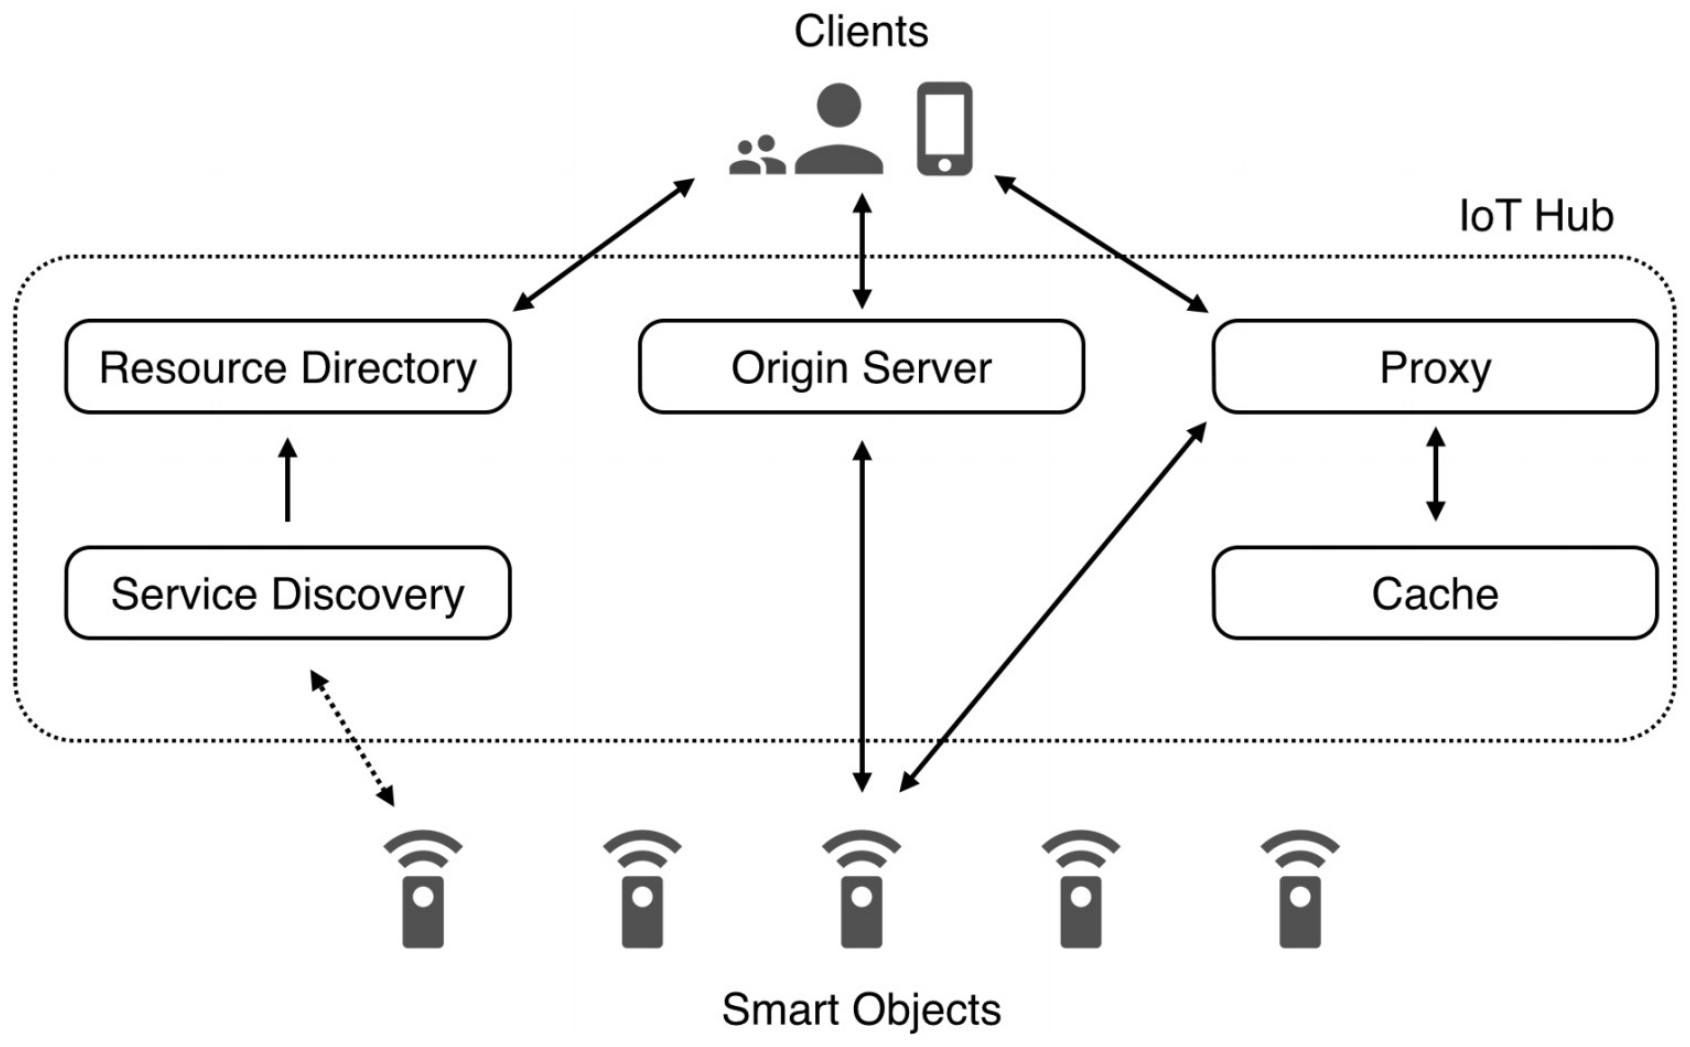 Clients
IoT Hub
Resource Directory
Origin Server
Proxy
Service Discovery
Cache
Smart Objects